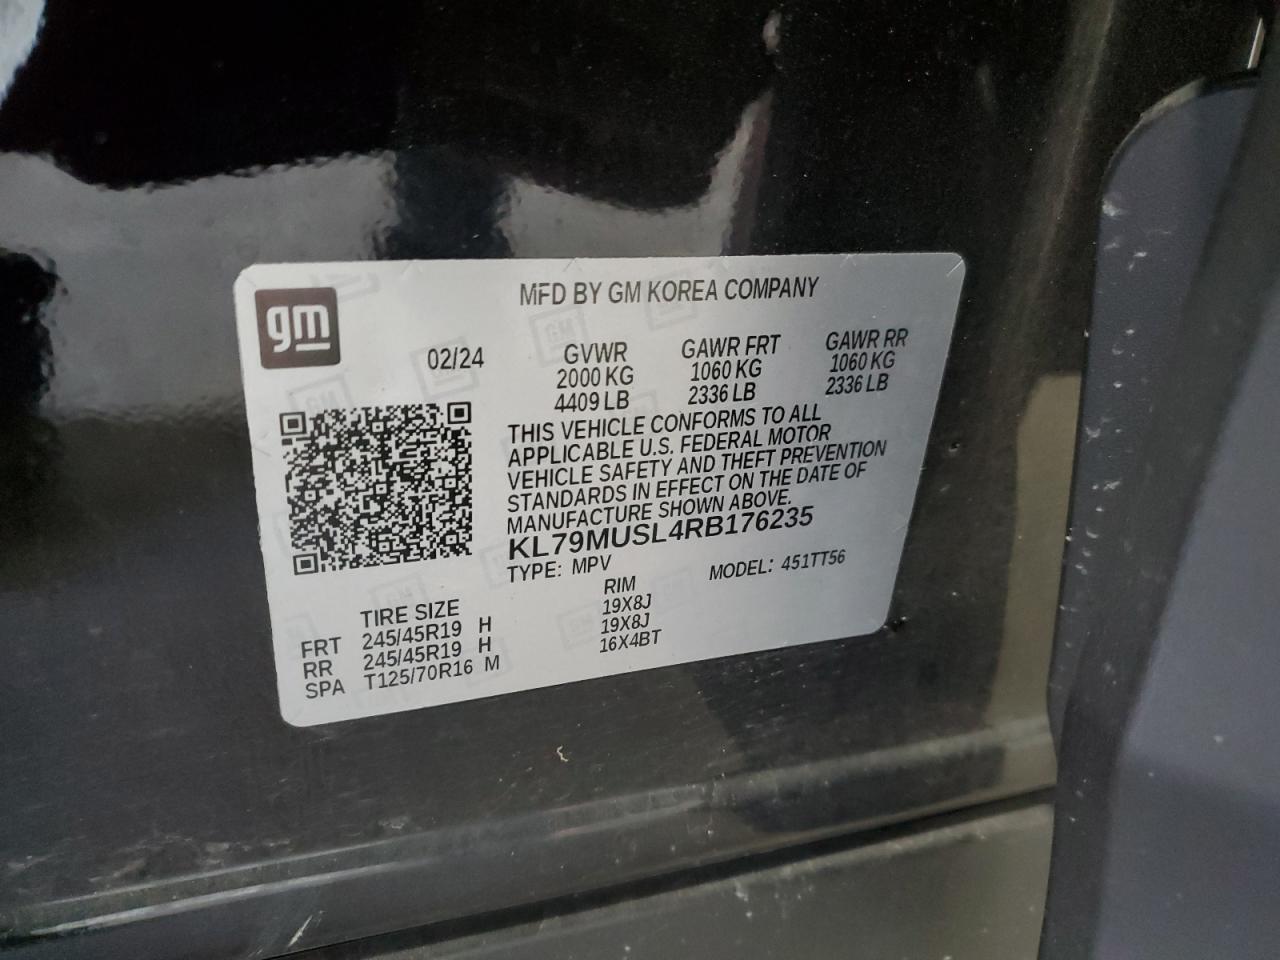 gm
MFD BY GM KOREA COMPANY
02/24
GVWR GAWR FRT GAWR RR
2000 KG 1060 KG 1060 KG
4409 LB 2336 LB 2336 LB
THIS VEHICLE CONFORMS TO ALL
APPLICABLE U.S. FEDERAL MOTOR
VEHICLE SAFETY AND THEFT PREVENTION
STANDARDS IN EFFECT ON THE DATE OF
MANUFACTURE SHOWN ABOVE.
KL79MUSL4RB176235
TYPE: MPV MODEL: 451TT56
TIRE SIZE RIM
FRT 245/45R19 H 19X8J
RR 245/45R19 H 19X8J
SPA T125/70R16 M 16X4BT